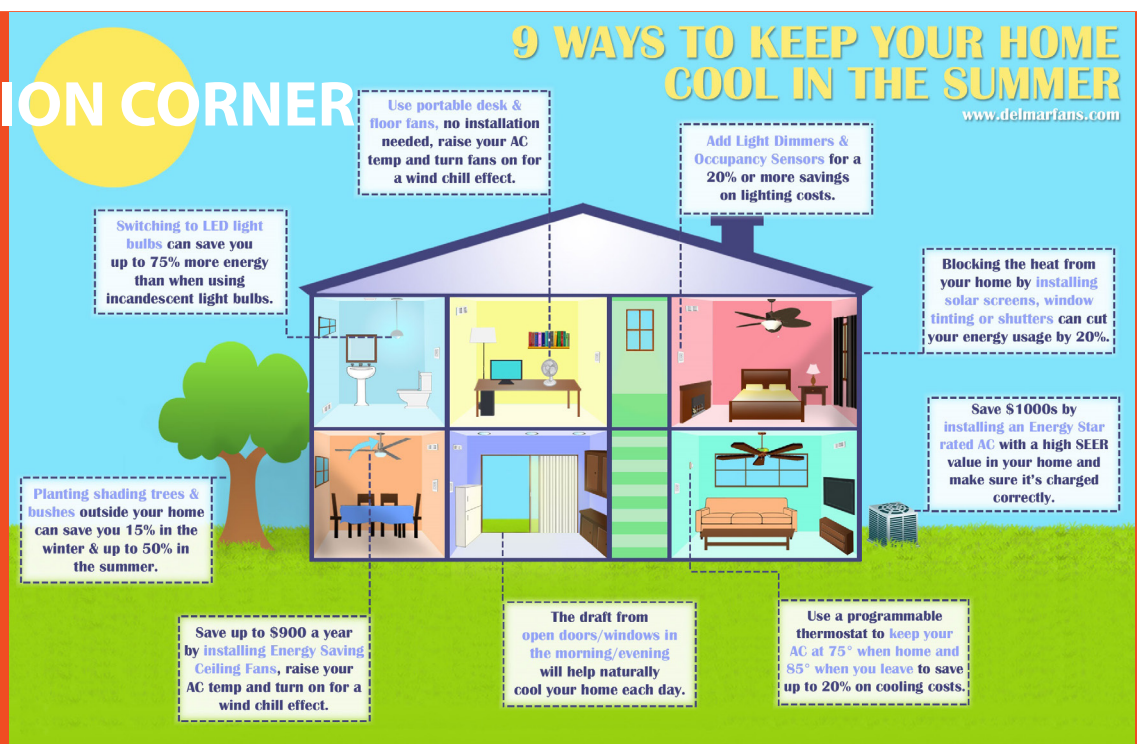 9 WAYS TO KEEP YOUR HOME
COOL IN THE SUMMER
www.delmarfans.com
ION CORNER
Use portable desk &
floor fans, no installation
needed, raise your AC
temp and turn fans on for
a wind chill effect.
Add Light Dimmers &
Occupancy Sensors for a
20% or more savings
on lighting costs.
Switching to LED light
bulbs can save you
up to 75% more energy
than when using
incandescent light bulbs.
Blocking the heat from
your home by installing
solar screens, window
tinting or shutters can cut
your energy usage by 20%.
Save $1000s by
installing an Energy Star
rated AC with a high SEER
value in your home and
make sure it's charged
correctly.
Planting shading trees &
bushes outside your home
can save you 15% in the
winter & up to 50% in
the summer.
Save up to $900 a year
by installing Energy Saving
Ceiling Fans, raise your
AC temp and turn on for a
wind chill effect.
The draft from
open doors/windows in
the morning/evening
will help naturally
cool your home each day.
Use a programmable
thermostat to keep your
AC at 75° when home and
85° when you leave to save
up to 20% on cooling costs.